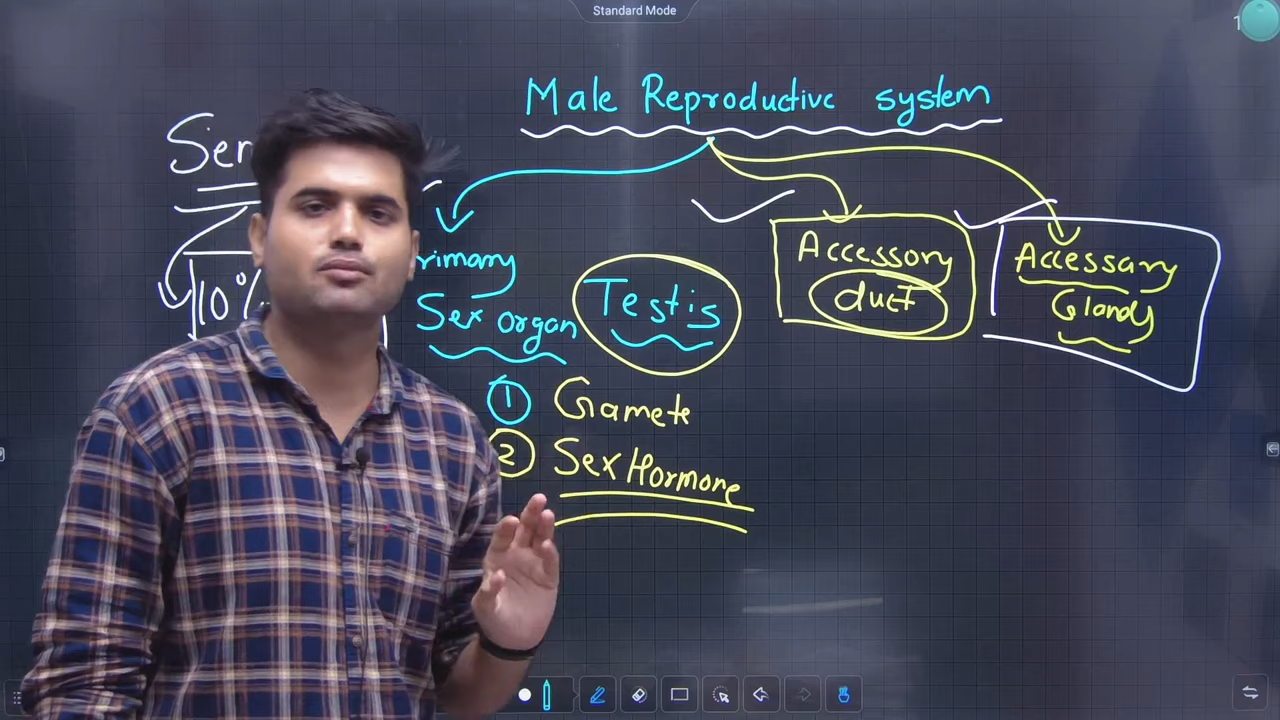 Standard Mode
Male Reproductive system
Sem
10%
rimary
Sex organ
Testis
Accessory
duct
Accessary
Glands
1 Gamete
2 Sex Hormone